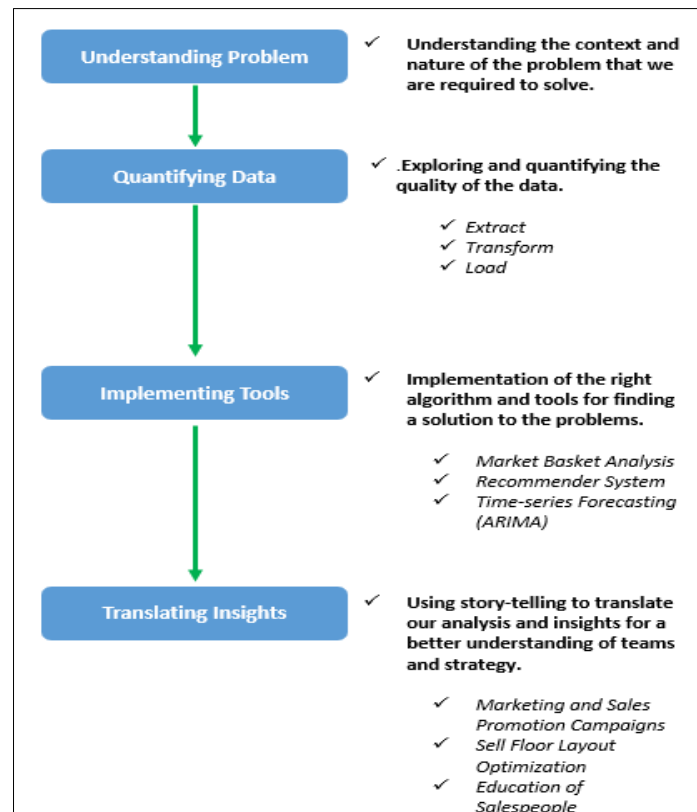 Understanding Problem
✓ Understanding the context and
nature of the problem that we
are required to solve.
Quantifying Data
✓ .Exploring and quantifying the
quality of the data.
✓ Extract
✓ Transform
✓ Load
Implementing Tools
✓ Implementation of the right
algorithm and tools for finding
a solution to the problems.
✓ Market Basket Analysis
✓ Recommender System
✓ Time-series Forecasting
(ARIMA)
Translating Insights
✓ Using story-telling to translate
our analysis and insights for a
better understanding of teams
and strategy.
✓ Marketing and Sales
Promotion Campaigns
✓ Sell Floor Layout
Optimization
✓ Education of
Salespeople